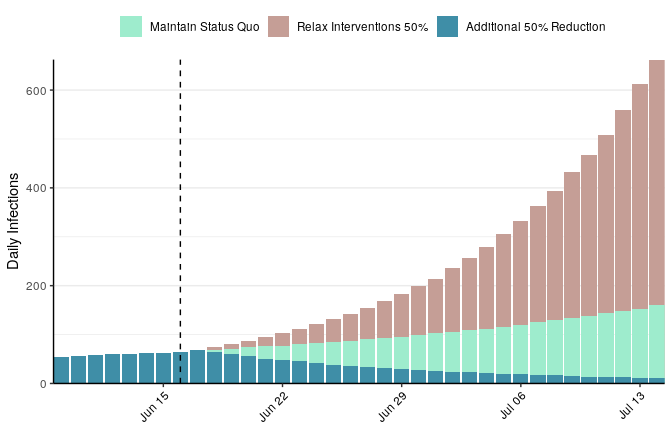 Maintain Status Quo Relax Interventions 50% Additional 50% Reduction
Daily Infections
600
400
200
0
Jun 15 Jun 22 Jun 29 Jul 06 Jul 13